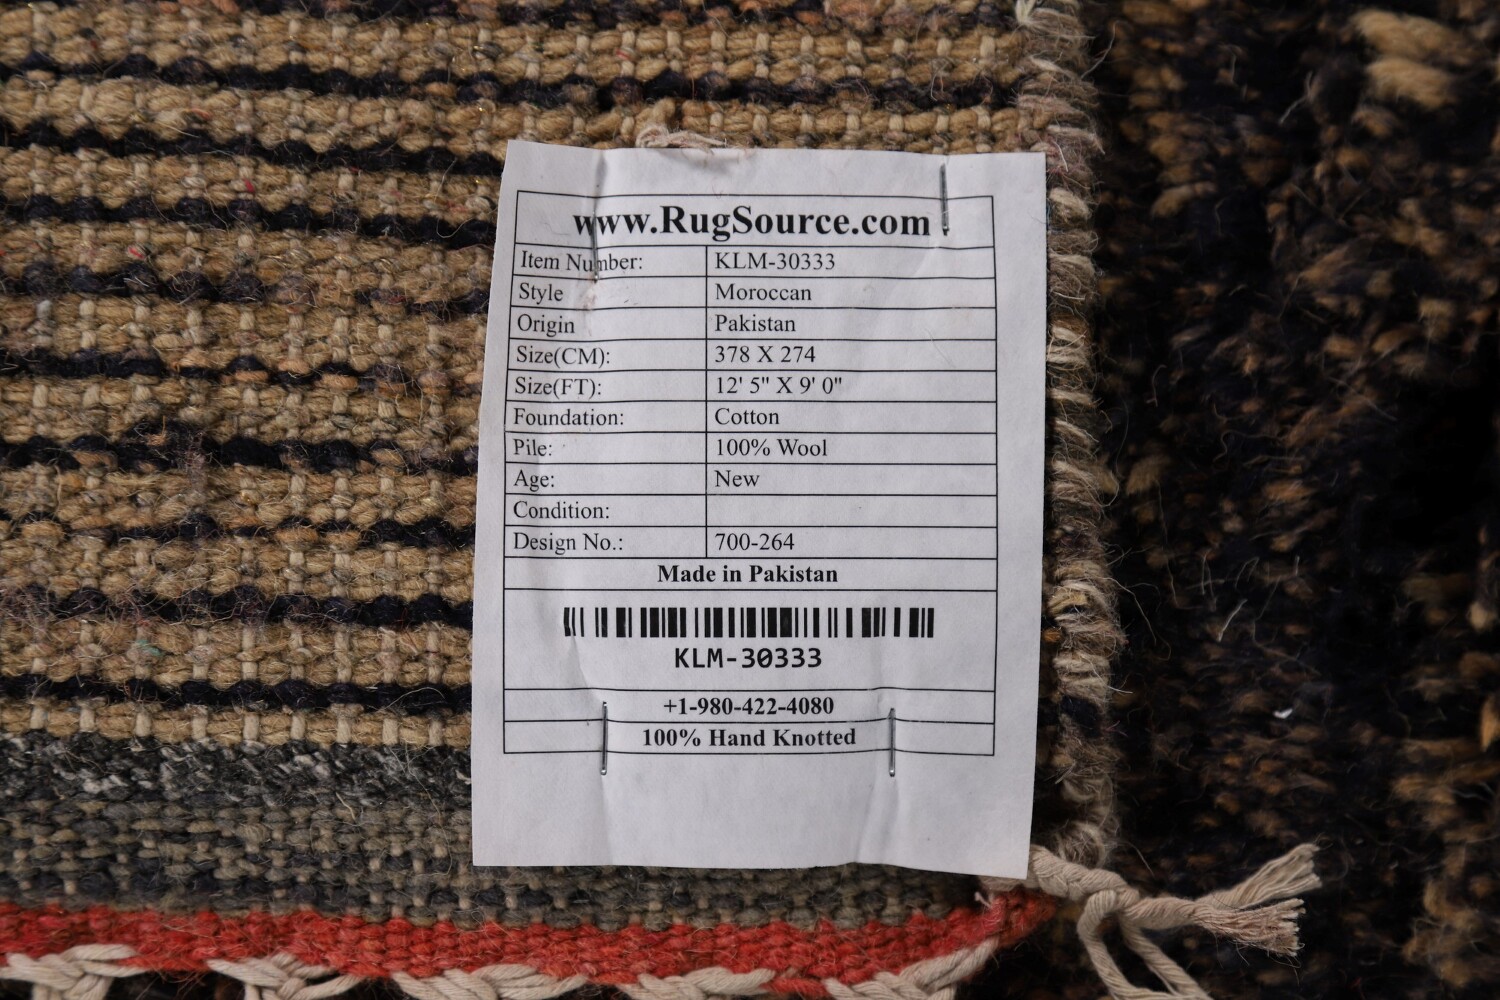 www.RugSource.com
Item Number: KLM-30333
Style Moroccan
Origin Pakistan
Size(CM): 378 X 274
Size(FT): 12' 5" X 9' 0"
Foundation: Cotton
Pile: 100% Wool
Age: New
Condition:
Design No.: 700-264
Made in Pakistan
KLM-30333
+1-980-422-4080
100% Hand Knotted